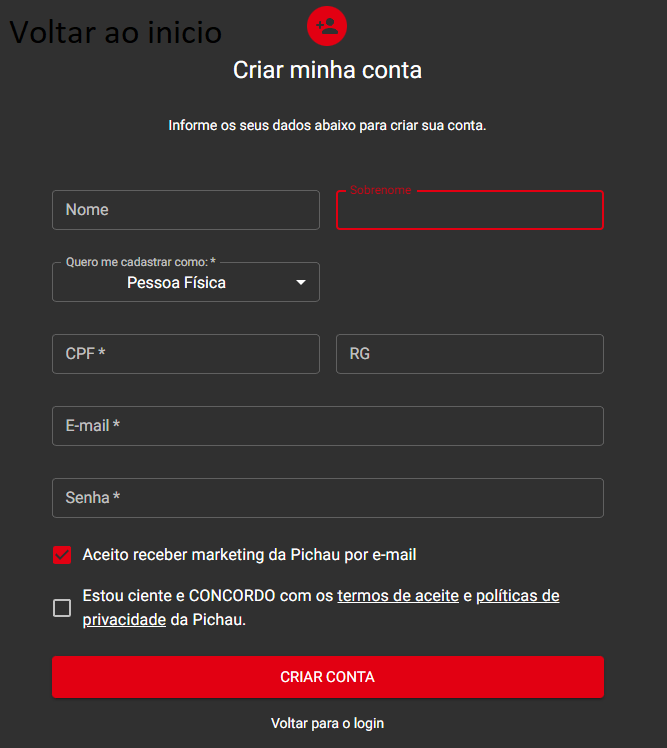 Voltar ao inicio
Criar minha conta
Informe os seus dados abaixo para criar sua conta.
Nome
Sobrenome
Quero me cadastrar como: *
Pessoa Física
CPF *
RG
E-mail *
Senha *
Aceito receber marketing da Pichau por e-mail
Estou ciente e CONCORDO com os termos de aceite e políticas de
privacidade da Pichau.
CRIAR CONTA
Voltar para o login